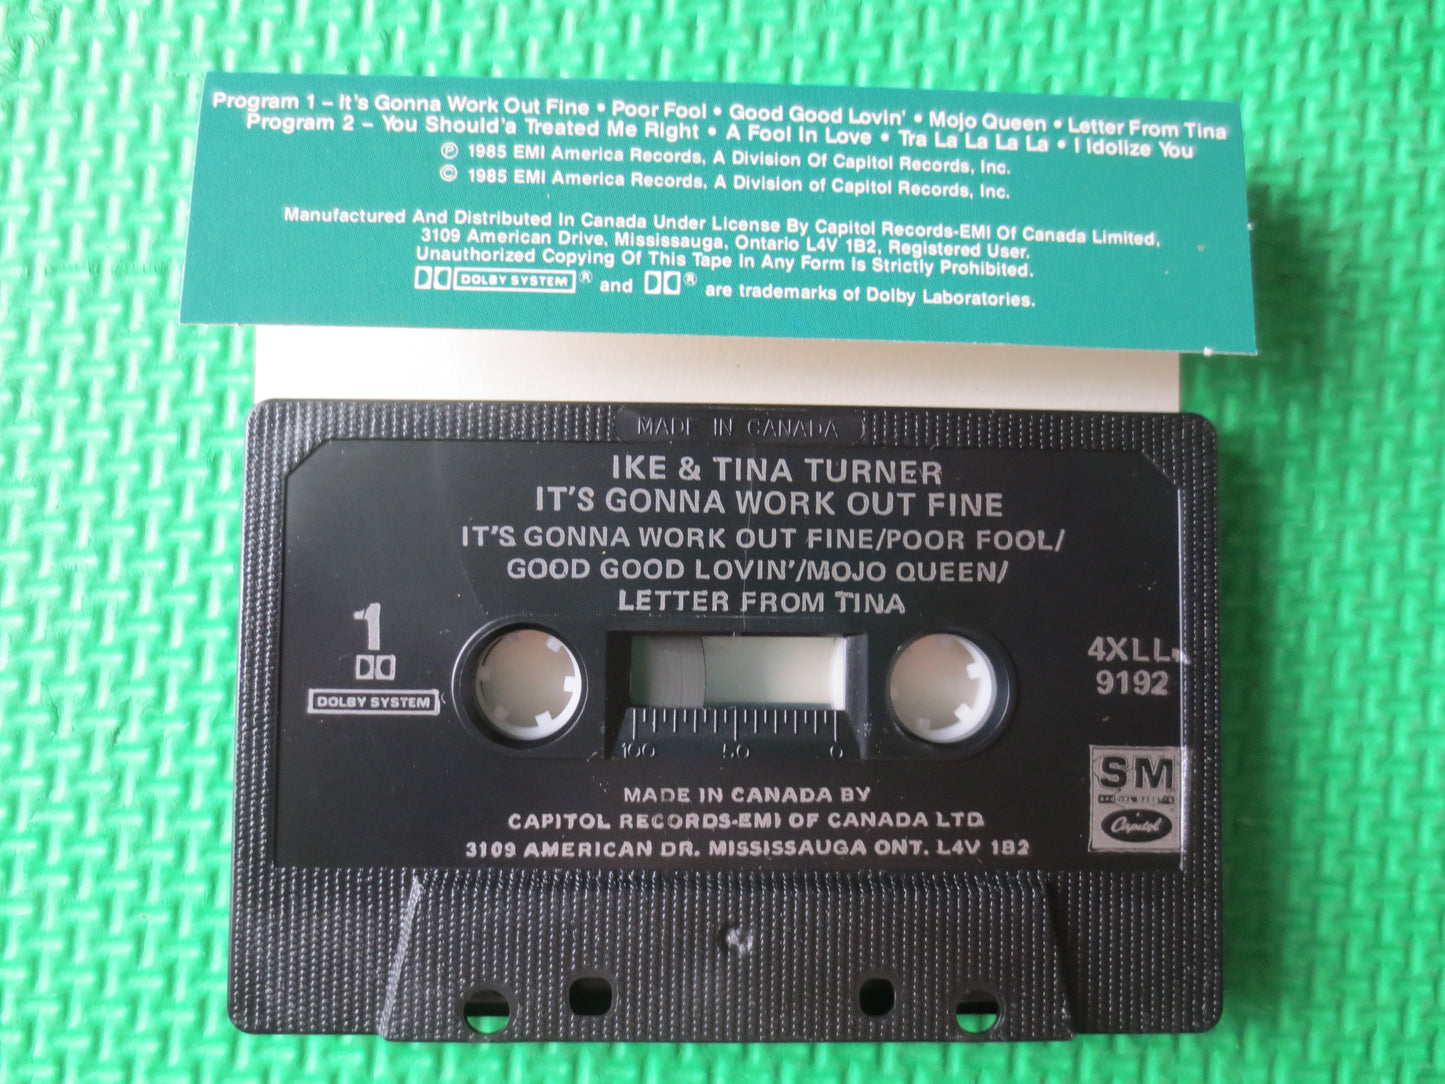 Program 1 – It's Gonna Work Out Fine • Poor Fool • Good Good Lovin' • Mojo Queen • Letter From Tina
Program 2 – You Should'a Treated Me Right • A Fool In Love • Tra La La La La • I Idolize You
℗ 1985 EMI America Records, A Division Of Capitol Records, Inc.
© 1985 EMI America Records, A Division of Capitol Records, Inc.
Manufactured And Distributed In Canada Under License By Capitol Records-EMI Of Canada Limited,
3109 American Drive, Mississauga, Ontario L4V 1B2, Registered User.
Unauthorized Copying Of This Tape In Any Form Is Strictly Prohibited.
DOLBY SYSTEM ® and ® are trademarks of Dolby Laboratories.
MADE IN CANADA
IKE & TINA TURNER
IT'S GONNA WORK OUT FINE
IT'S GONNA WORK OUT FINE/POOR FOOL/
GOOD GOOD LOVIN'/MOJO QUEEN/
LETTER FROM TINA
1
DOLBY SYSTEM
4XLL
9192
100 50 0
SM
Capitol
MADE IN CANADA BY
CAPITOL RECORDS-EMI OF CANADA LTD
3109 AMERICAN DR. MISSISSAUGA ONT. L4V 1B2